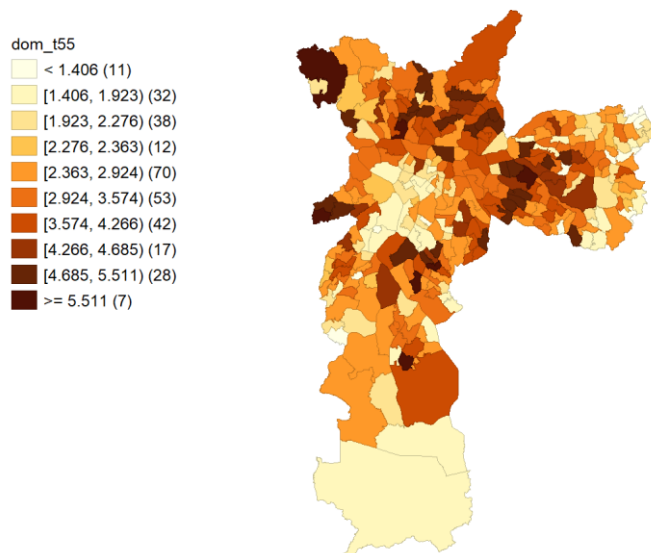 dom_t55
< 1.406 (11)
[1.406, 1.923) (32)
[1.923, 2.276) (38)
[2.276, 2.363) (12)
[2.363, 2.924) (70)
[2.924, 3.574) (53)
[3.574, 4.266) (42)
[4.266, 4.685) (17)
[4.685, 5.511) (28)
>= 5.511 (7)